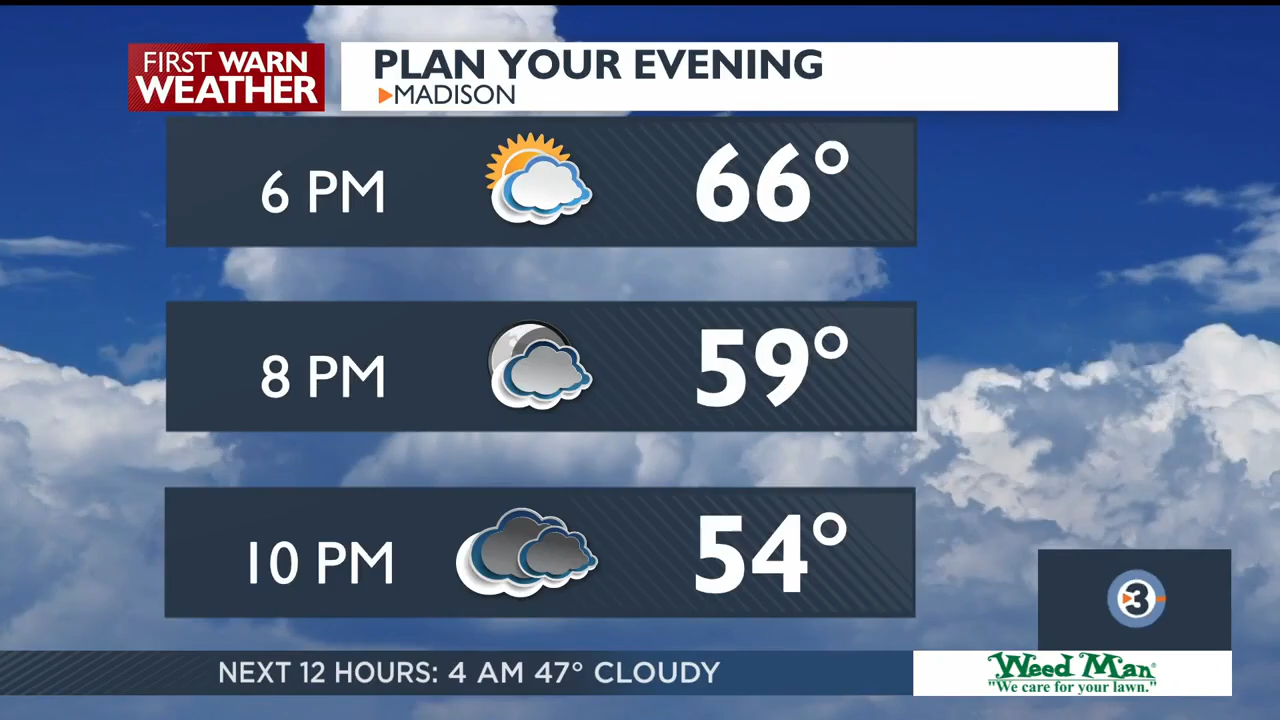 FIRST WARN
WEATHER
PLAN YOUR EVENING
MADISON
6 PM
66°
8 PM
59°
10 PM
54°
3
NEXT 12 HOURS: 4 AM 47° CLOUDY
Weed Man®
"We care for your lawn."